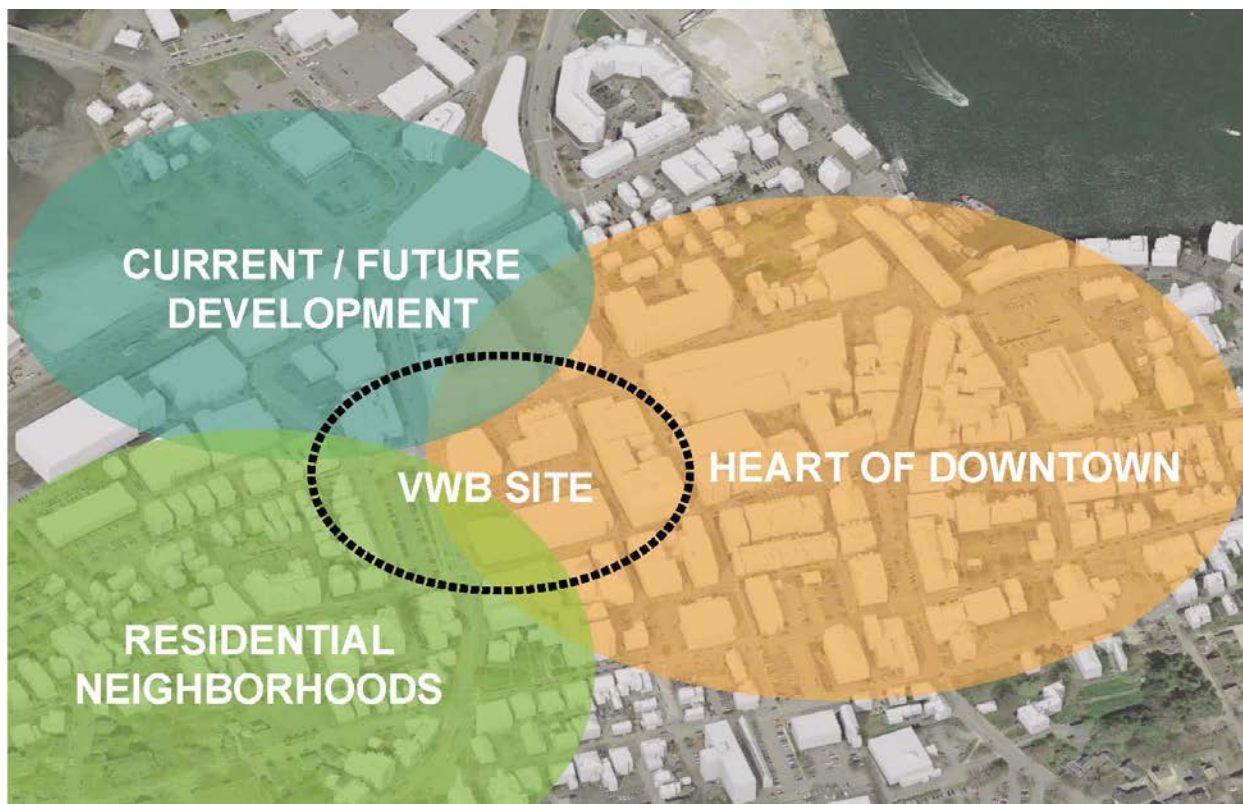 CURRENT / FUTURE
DEVELOPMENT
VWB SITE
HEART OF DOWNTOWN
RESIDENTIAL
NEIGHBORHOODS